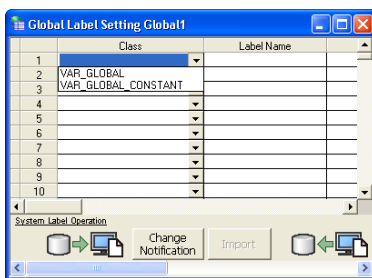 Global Label Setting Global1
Class Label Name
1
VAR_GLOBAL
2
VAR_GLOBAL_CONSTANT
3
4
5
6
7
8
9
10
System Label Operation
Change
Notification
Import